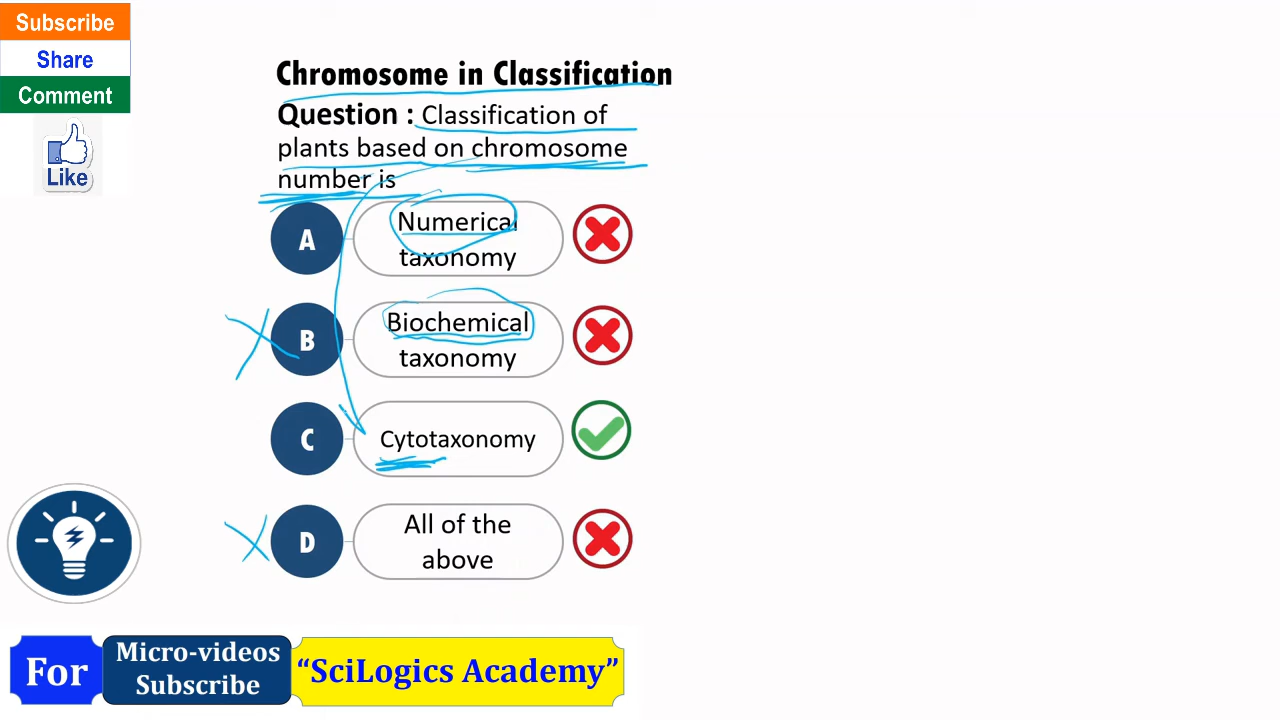 Subscribe
Share
Comment
Like
Chromosome in Classification
Question : Classification of
plants based on chromosome
number is
A
Numerical
taxonomy
B
Biochemical
taxonomy
C
Cytotaxonomy
D
All of the
above
For
Micro-videos
Subscribe
“SciLogics Academy”